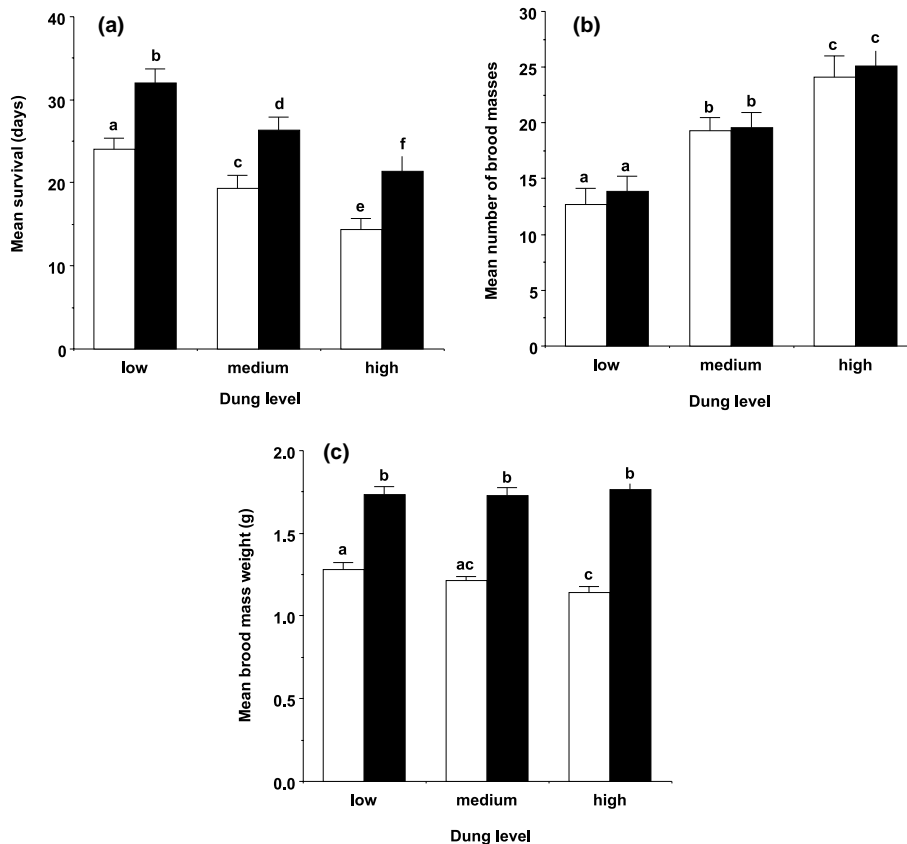 (a)
Mean survival (days)
40
30
20
10
0
a
b
c
d
e
f
low medium high
Dung level
(b)
Mean number of brood masses
30
25
20
15
10
5
0
a
a
b
b
c
c
low medium high
Dung level
(c)
Mean brood mass weight (g)
2.0
1.5
1.0
0.5
0.0
a
b
ac
b
c
b
low medium high
Dung level